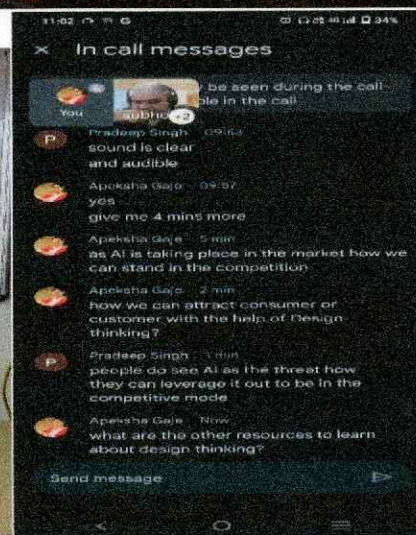 11:02 G 34%
× In call messages
be seen during the call
in the call
You subho +2
P Pradeep Singh 09:53
sound is clear
and audible
Apeksha Gaje 09:57
yes
give me 4 mins more
Apeksha Gaje 5 min
as AI is taking place in the market how we
can stand in the competition
Apeksha Gaje 2 min
how we can attract consumer or
customer with the help of Design
thinking?
P Pradeep Singh 1 min
people do see AI as the threat how
they can leverage it out to be in the
competitive mode
Apeksha Gaje Now
what are the other resources to learn
about design thinking?
Send message